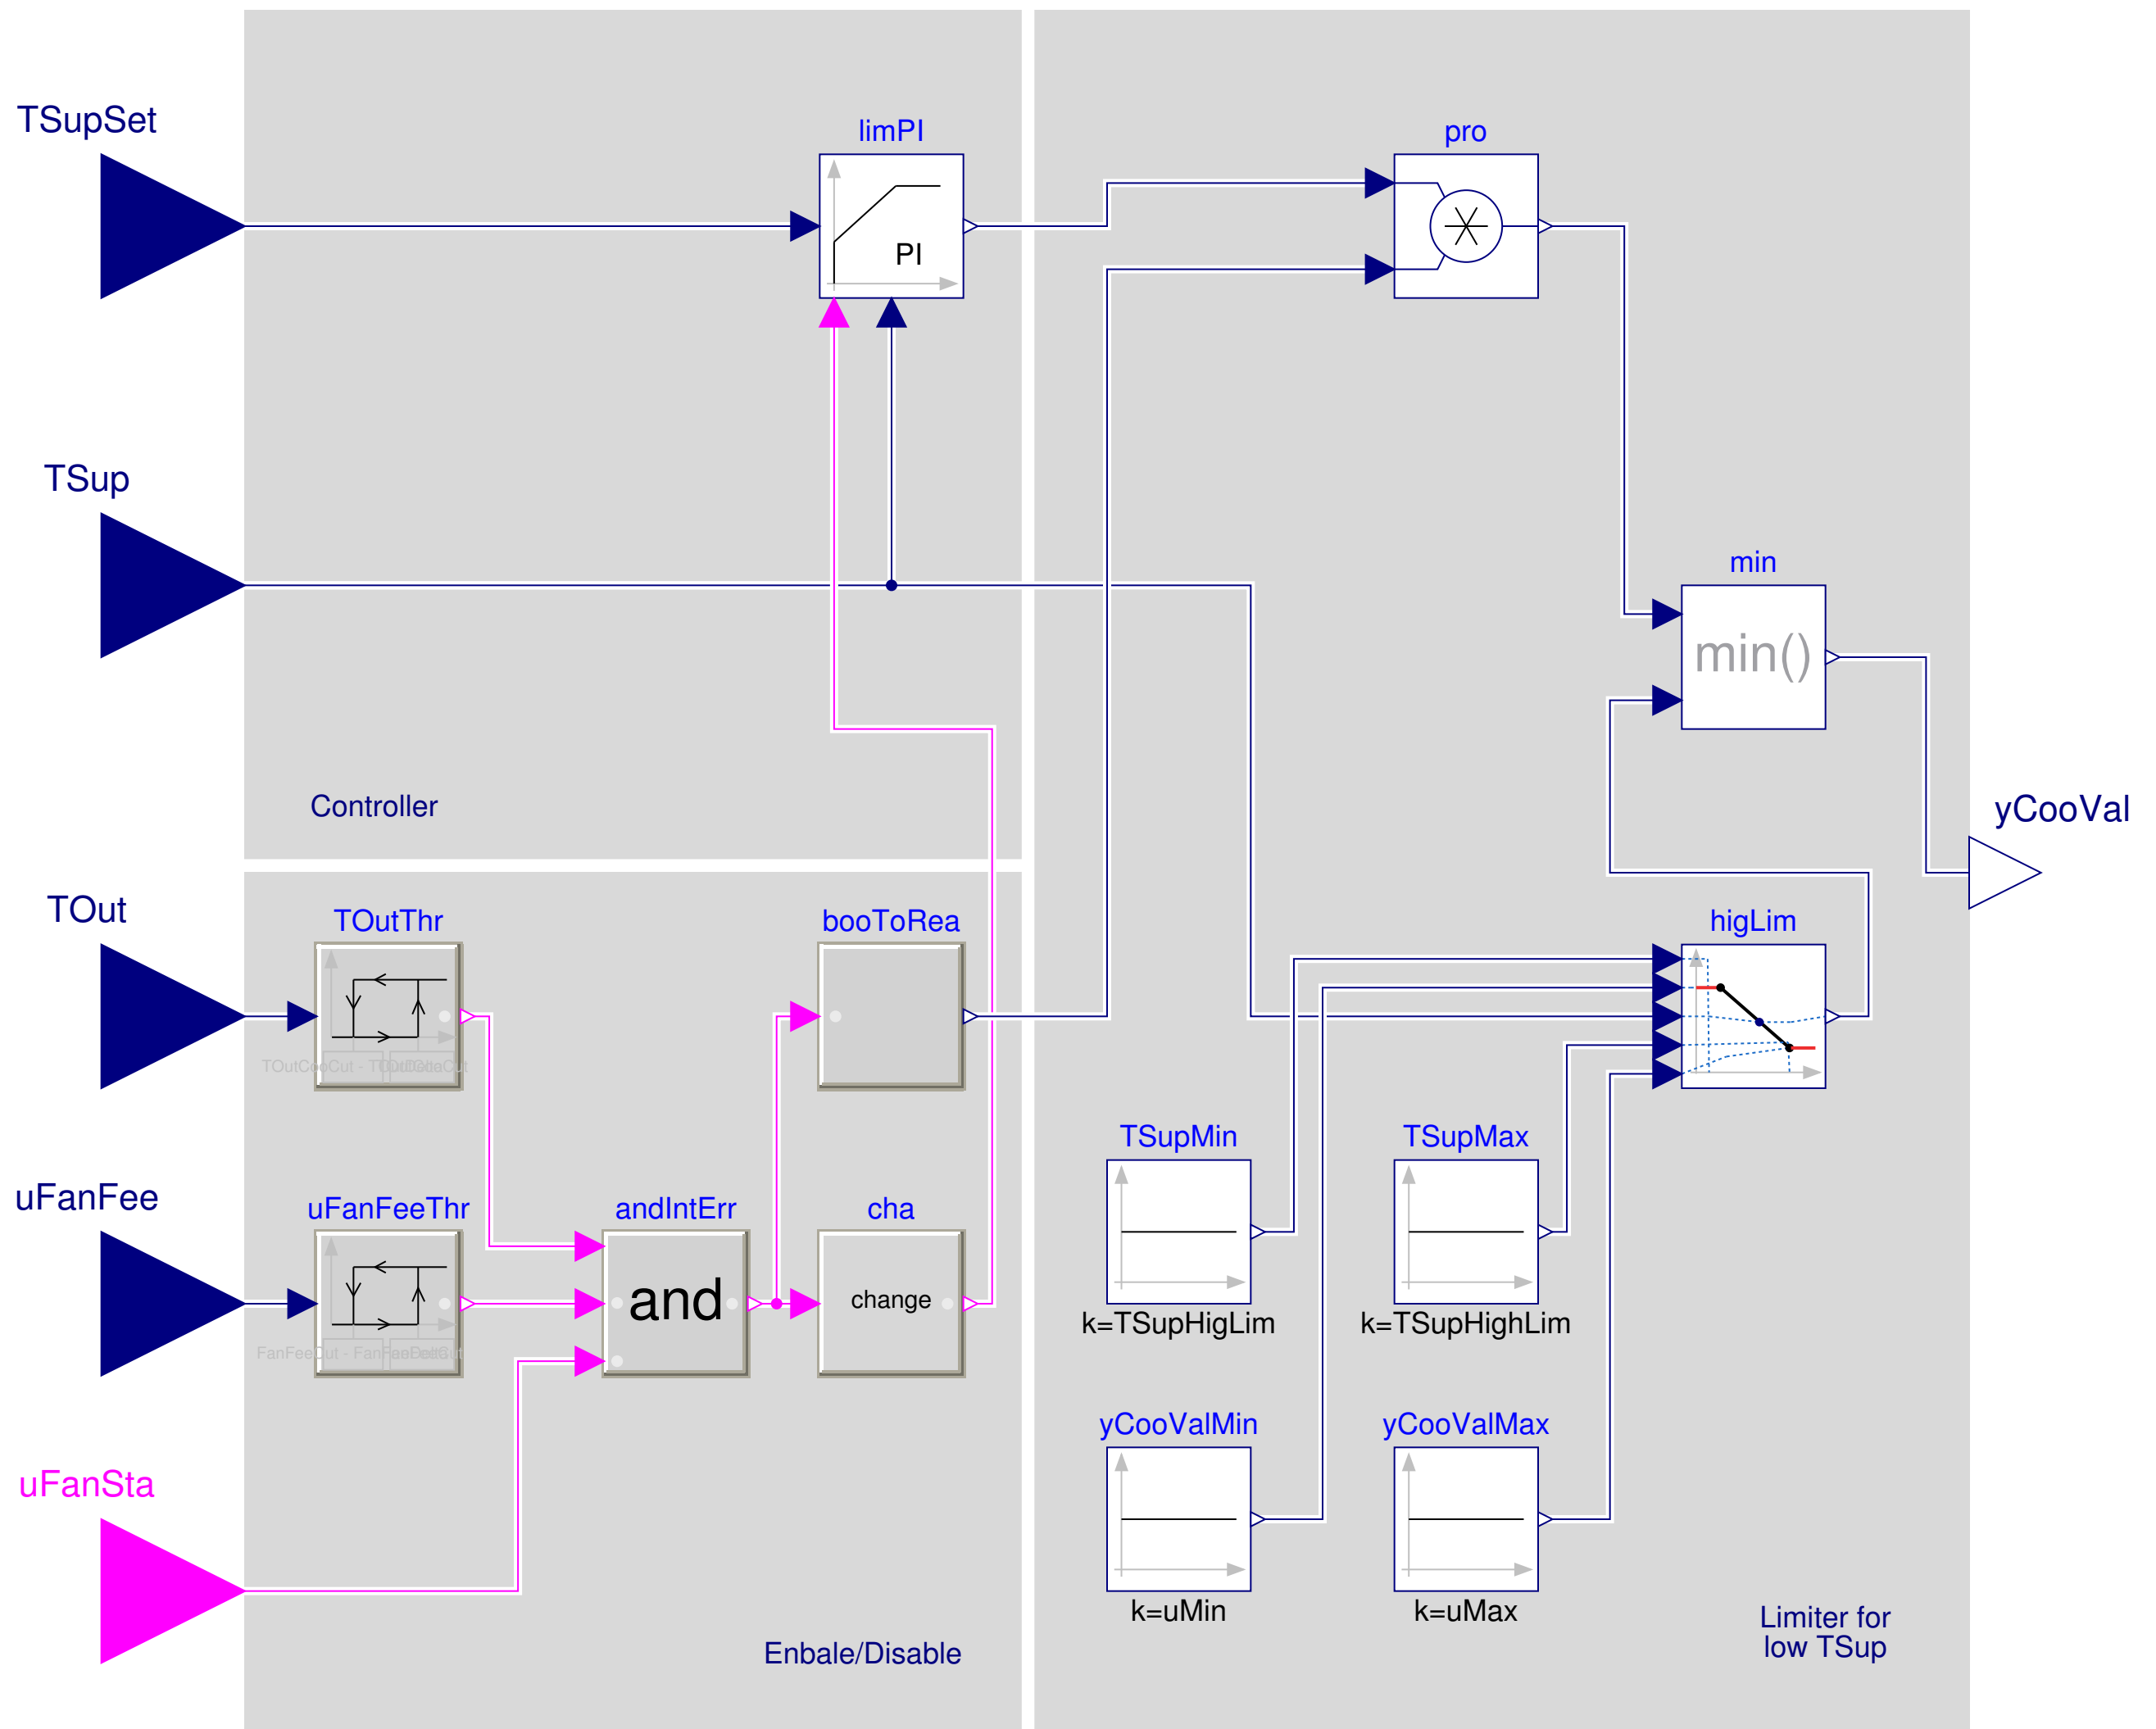 TSupSet
limPI
PI
pro
TSup
min
min()
Controller
yCooVal
TOut
TOutThr
booToRea
higLim
TOutCooCut - T
TSupMin
TSupMax
uFanFee
uFanFeeThr
andIntErr
cha
and
change
k=TSupHigLim
k=TSupHighLim
yCooValMin
yCooValMax
uFanSta
k=uMin
k=uMax
Limiter for
low TSup
Enbale/Disable